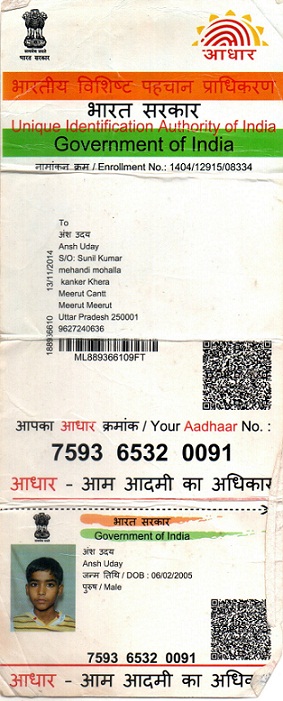 भारत सरकार
आधार
भारतीय विशिष्ट पहचान प्राधिकरण
भारत सरकार
Unique Identification Authority of India
Government of India
नामांकन क्रम / Enrollment No.: 1404/12915/08334
To
अंश उदय
Ansh Uday
S/O: Sunil Kumar
mehandi mohalla
kanker Khera
Meerut Cantt
Meerut Meerut
Uttar Pradesh 250001
9627240636
13/11/2014
ML889366109FT
आपका आधार क्रमांक / Your Aadhaar No. :
7593 6532 0091
आधार - आम आदमी का अधिकार
भारत सरकार
Government of India
अंश उदय
Ansh Uday
जन्म तिथि / DOB : 06/02/2005
पुरुष / Male
7593 6532 0091
आधार - आम आदमी का